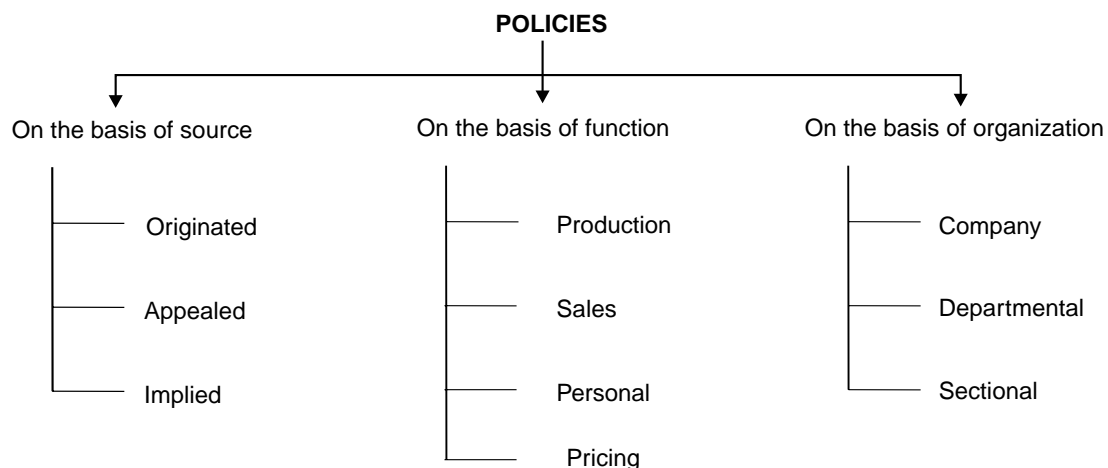 POLICIES
On the basis of source
Originated
Appealed
Implied
On the basis of function
Production
Sales
Personal
Pricing
On the basis of organization
Company
Departmental
Sectional